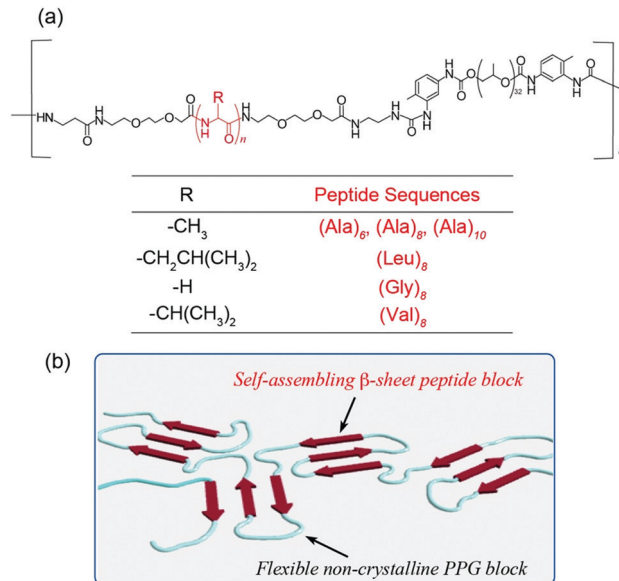 (a)
R
O
HN
N
H
O
O
O
H
N
O
n
N
H
O
O
O
N
H
H
N
O
NH
H
N
O
O
O
32
O
H
N
O
H
N
R Peptide Sequences
-CH3 (Ala)6, (Ala)8, (Ala)10
-CH2CH(CH3)2 (Leu)8
-H (Gly)8
-CH(CH3)2 (Val)8
(b)
Self-assembling β-sheet peptide block
Flexible non-crystalline PPG block